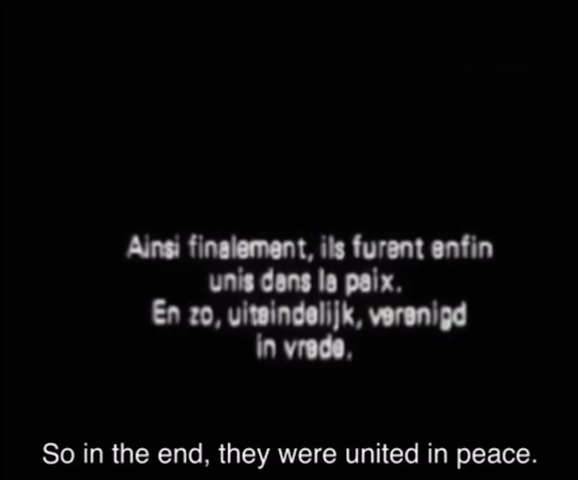 Ainsi finalement, ils furent enfin
unis dans la paix.
En zo, uiteindelijk, verenigd
in vrede.
So in the end, they were united in peace.